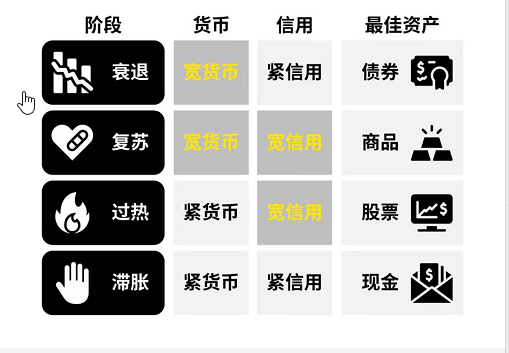 阶段 货币 信用 最佳资产
衰退 宽货币 紧信用 债券
复苏 宽货币 宽信用 商品
过热 紧货币 宽信用 股票
滞胀 紧货币 紧信用 现金